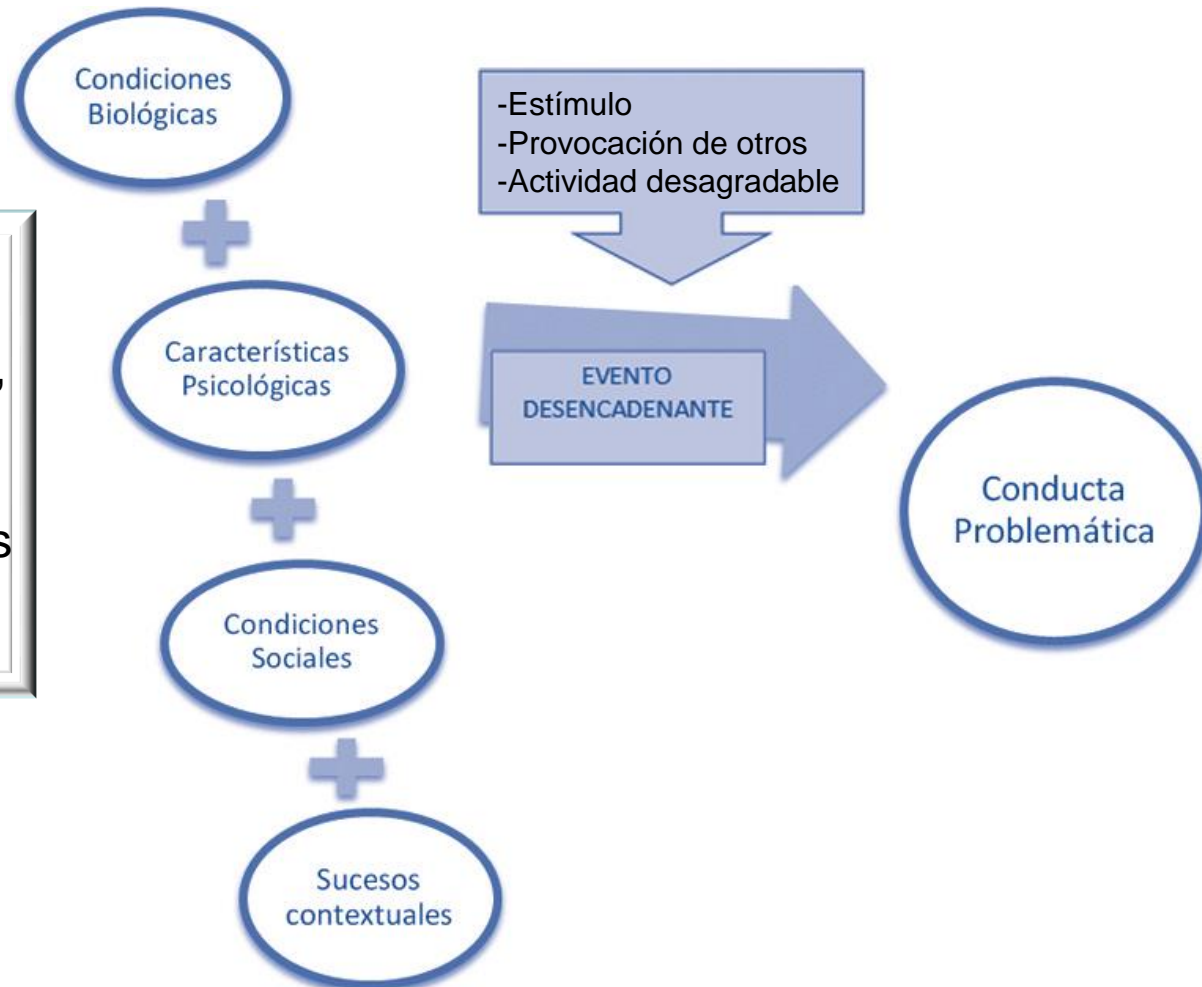 Condiciones
Biológicas
-Estímulo
-Provocación de otros
-Actividad desagradable
Características
Psicológicas
EVENTO
DESENCADENANTE
Conducta
Problemática
Condiciones
Sociales
Sucesos
contextuales